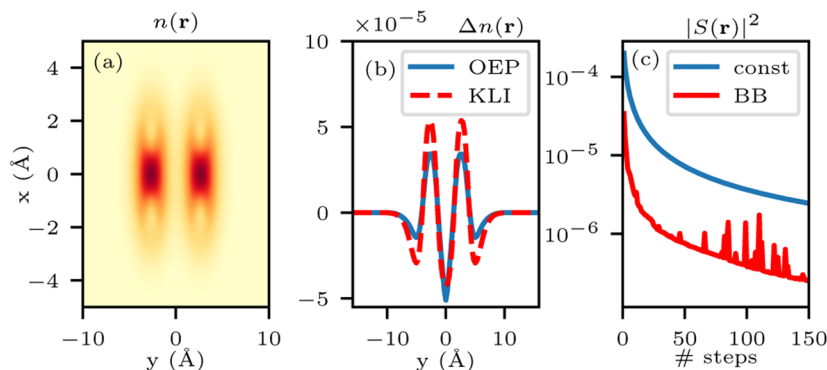 n(r)
×10⁻⁵
Δn(r)
|S(r)|²
(a)
4
2
0
−2
−4
x (Å)
−10
0
10
y (Å)
(b)
OEP
KLI
10
5
0
−5
−10
0
10
y (Å)
(c)
const
BB
10⁻⁴
10⁻⁵
10⁻⁶
0
50
100
150
# steps